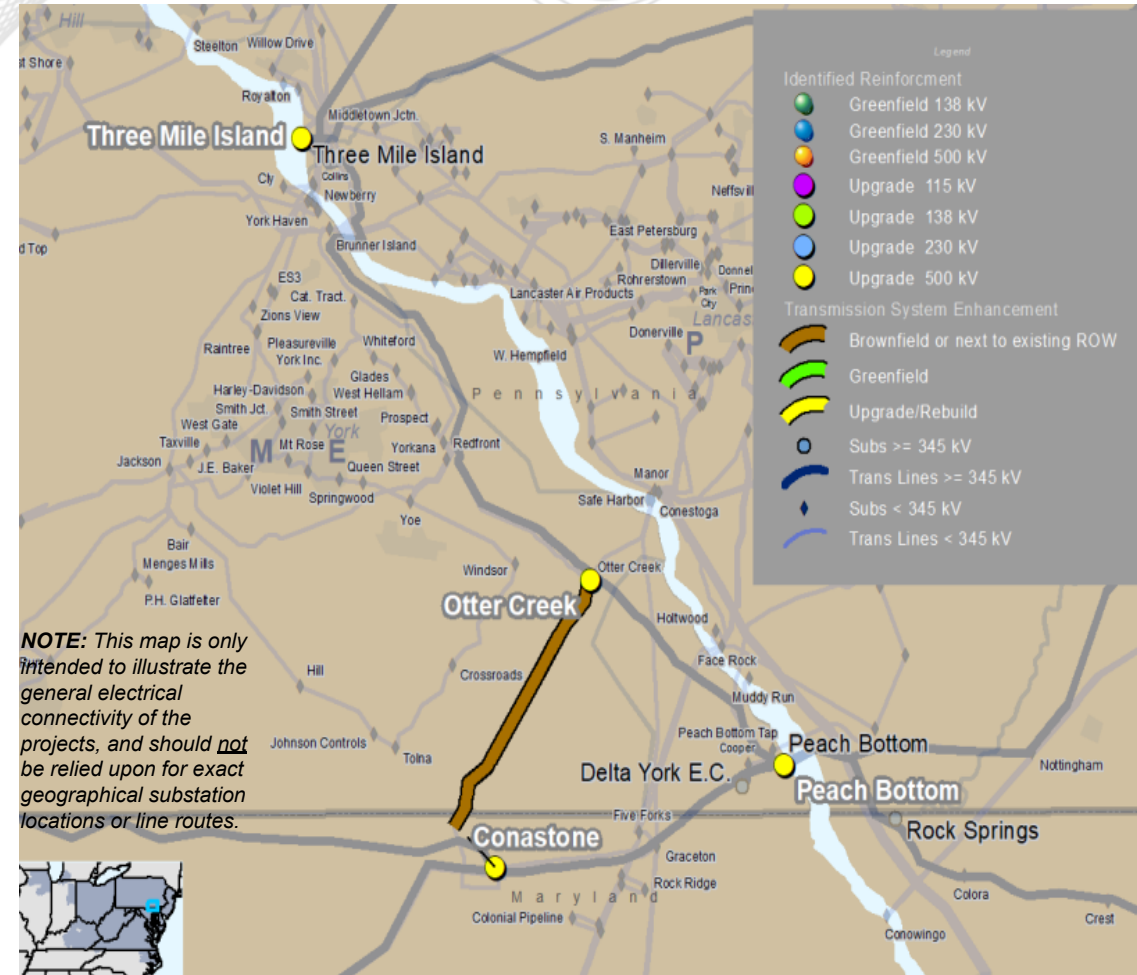 Hill
Steelton
Willow Drive
st Shore
Royalton
Middletown Jctn.
Three Mile Island
Three Mile Island
S. Manheim
Cly
Collins
Newberry
Neffsvil
York Haven
East Petersburg
d Top
Brunner Island
Dillerville
Donnel
Rohrerstown
ES3
Cat. Tract.
Park
City
Prin
Lancaster Air Products
Zions View
Lancas
Donerville
P
Whiteford
Pleasureville
Raintree
York Inc.
W. Hempfield
Glades
Harley-Davidson
West Hellam
Pennsylvania
Smith Jct.
Smith Street
Prospect
West Gate
York
Taxville
Mt Rose
Yorkana
Redfront
M
E
Jackson
J.E. Baker
Queen Street
Manor
Violet Hill
Springwood
Safe Harbor
Conestoga
Yoe
Bair
Menges Mills
Windsor
Otter Creek
P.H. Glatfelter
Otter Creek
Holtwood
Face Rock
Hill
Crossroads
Muddy Run
Peach Bottom Tap
Cooper
Peach Bottom
Johnson Controls
Tolna
Delta York E.C.
Nottingham
Peach Bottom
Five Forks
Rock Springs
Conastone
Graceton
Rock Ridge
Maryland
Colora
Colonial Pipeline
Crest
Conowingo
NOTE: This map is only
intended to illustrate the
general electrical
connectivity of the
projects, and should not
be relied upon for exact
geographical substation
locations or line routes.
Legend
Identified Reinforcment
Greenfield 138 kV
Greenfield 230 kV
Greenfield 500 kV
Upgrade 115 kV
Upgrade 138 kV
Upgrade 230 kV
Upgrade 500 kV
Transmission System Enhancement
Brownfield or next to existing ROW
Greenfield
Upgrade/Rebuild
Subs >= 345 kV
Trans Lines >= 345 kV
Subs < 345 kV
Trans Lines < 345 kV